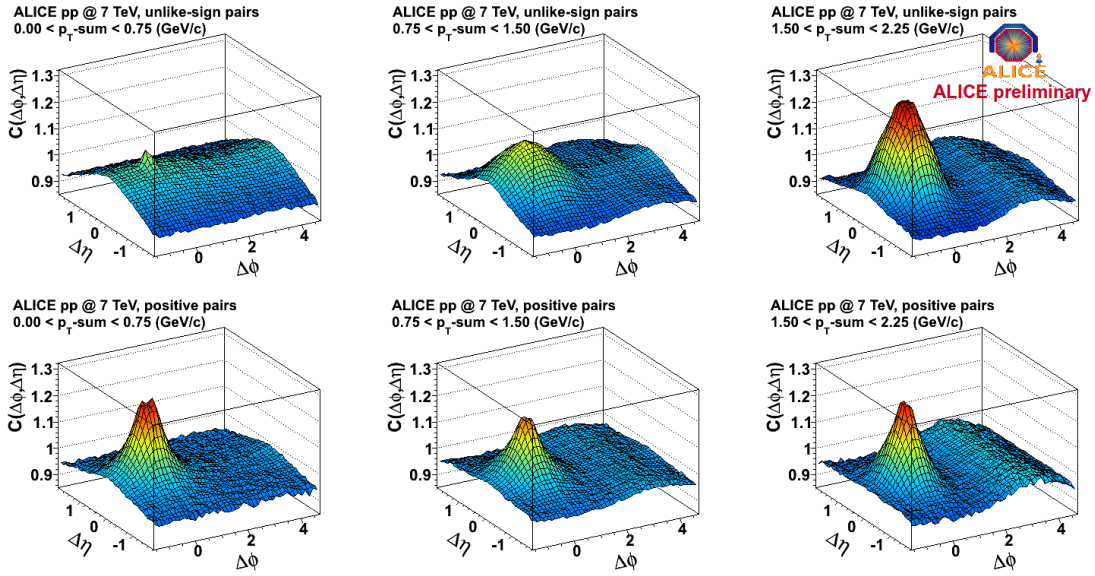 ALICE pp @ 7 TeV, unlike-sign pairs
0.00 < p_T-sum < 0.75 (GeV/c)
C(Δϕ,Δη)
1.3
1.2
1.1
1
0.9
1
0
-1
Δη
0
2
4
Δϕ
ALICE pp @ 7 TeV, unlike-sign pairs
0.75 < p_T-sum < 1.50 (GeV/c)
C(Δϕ,Δη)
1.3
1.2
1.1
1
0.9
1
0
-1
Δη
0
2
4
Δϕ
ALICE pp @ 7 TeV, unlike-sign pairs
1.50 < p_T-sum < 2.25 (GeV/c)
ALICE
ALICE preliminary
C(Δϕ,Δη)
1.3
1.2
1.1
1
0.9
1
0
-1
Δη
0
2
4
Δϕ
ALICE pp @ 7 TeV, positive pairs
0.00 < p_T-sum < 0.75 (GeV/c)
C(Δϕ,Δη)
1.3
1.2
1.1
1
0.9
1
0
-1
Δη
0
2
4
Δϕ
ALICE pp @ 7 TeV, positive pairs
0.75 < p_T-sum < 1.50 (GeV/c)
C(Δϕ,Δη)
1.3
1.2
1.1
1
0.9
1
0
-1
Δη
0
2
4
Δϕ
ALICE pp @ 7 TeV, positive pairs
1.50 < p_T-sum < 2.25 (GeV/c)
C(Δϕ,Δη)
1.3
1.2
1.1
1
0.9
1
0
-1
Δη
0
2
4
Δϕ